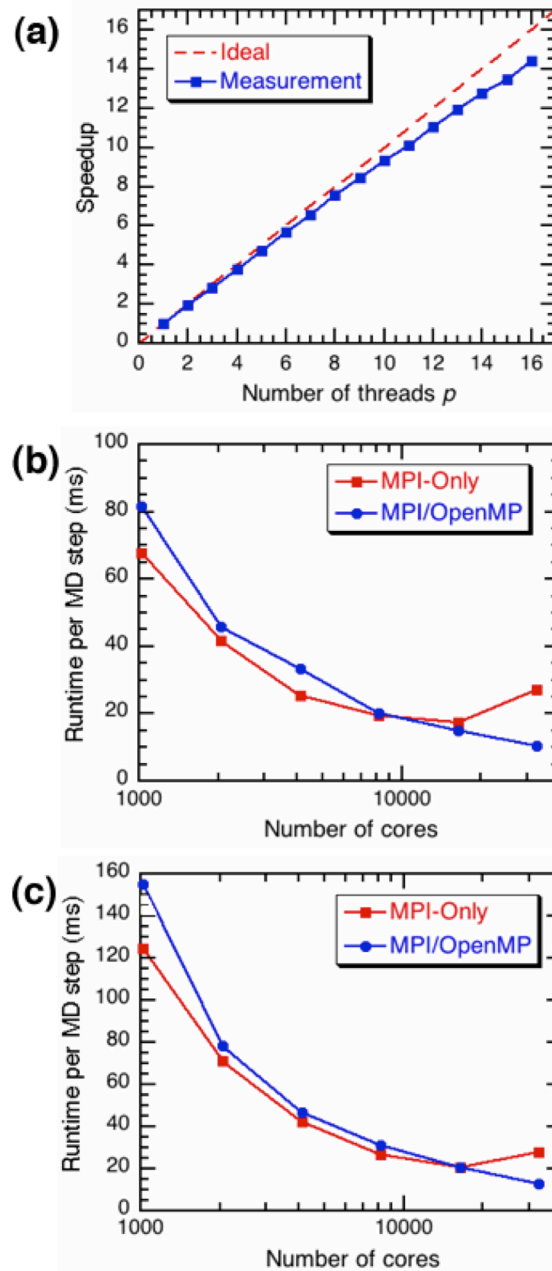 (a)
16
14
12
10
8
6
4
2
0
Speedup
Ideal
Measurement
0 2 4 6 8 10 12 14 16
Number of threads p
(b)
100
80
60
40
20
0
Runtime per MD step (ms)
MPI-Only
MPI/OpenMP
1000 10000
Number of cores
(c)
160
140
120
100
80
60
40
20
0
Runtime per MD step (ms)
MPI-Only
MPI/OpenMP
1000 10000
Number of cores